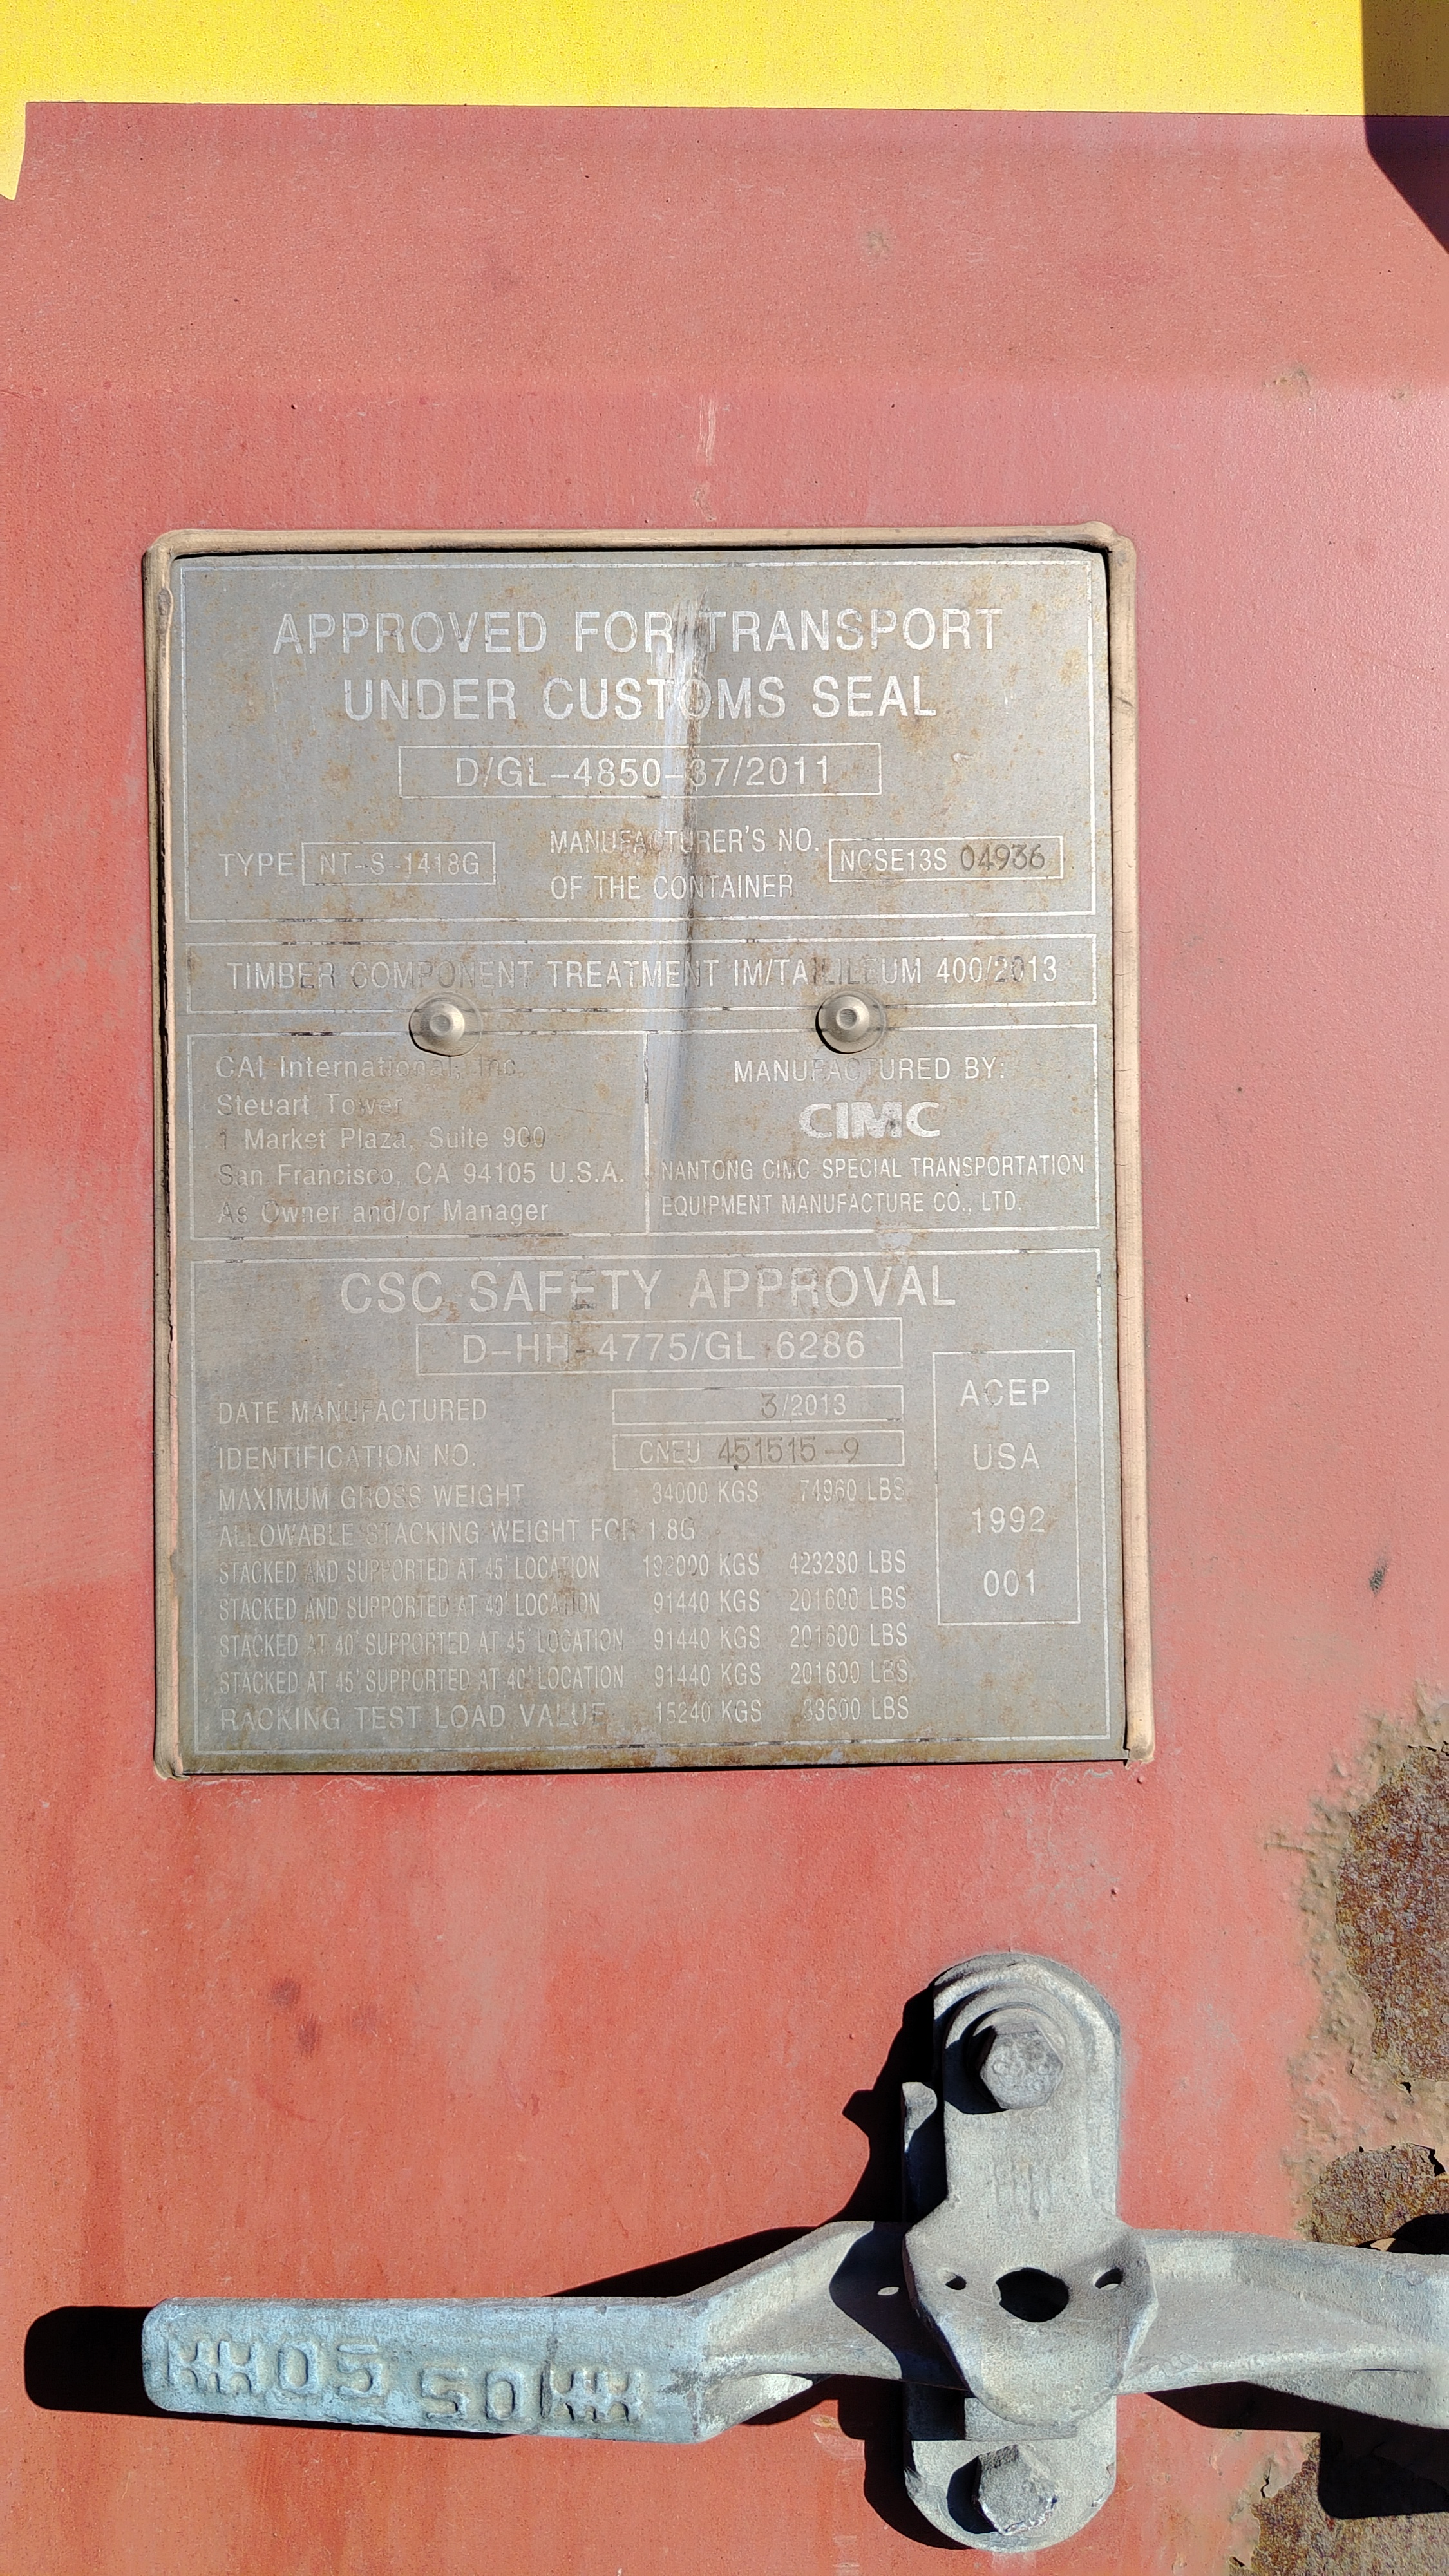 APPROVED FOR TRANSPORT
UNDER CUSTOMS SEAL
D/GL-4850-37/2011
TYPE NT-S-1418G
MANUFACTURER'S NO.
OF THE CONTAINER
NCSE13S 04936
TIMBER COMPONENT TREATMENT IM/TAILILEUM 400/2013
CAI International, Inc.
Steuart Tower
1 Market Plaza, Suite 900
San Francisco, CA 94105 U.S.A.
As Owner and/or Manager
MANUFACTURED BY:
CIMC
NANTONG CIMC SPECIAL TRANSPORTATION
EQUIPMENT MANUFACTURE CO., LTD.
CSC SAFETY APPROVAL
D-HH-4775/GL 6286
DATE MANUFACTURED 3/2013
IDENTIFICATION NO. CNEU 451515-9
MAXIMUM GROSS WEIGHT 34000 KGS 74960 LBS
ALLOWABLE STACKING WEIGHT FOR 1.8G
STACKED AND SUPPORTED AT 45' LOCATION 192000 KGS 423280 LBS
STACKED AND SUPPORTED AT 40' LOCATION 91440 KGS 201600 LBS
STACKED AT 40' SUPPORTED AT 45' LOCATION 91440 KGS 201600 LBS
STACKED AT 45' SUPPORTED AT 40' LOCATION 91440 KGS 201600 LBS
RACKING TEST LOAD VALUE 15240 KGS 33600 LBS
ACEP
USA
1992
001